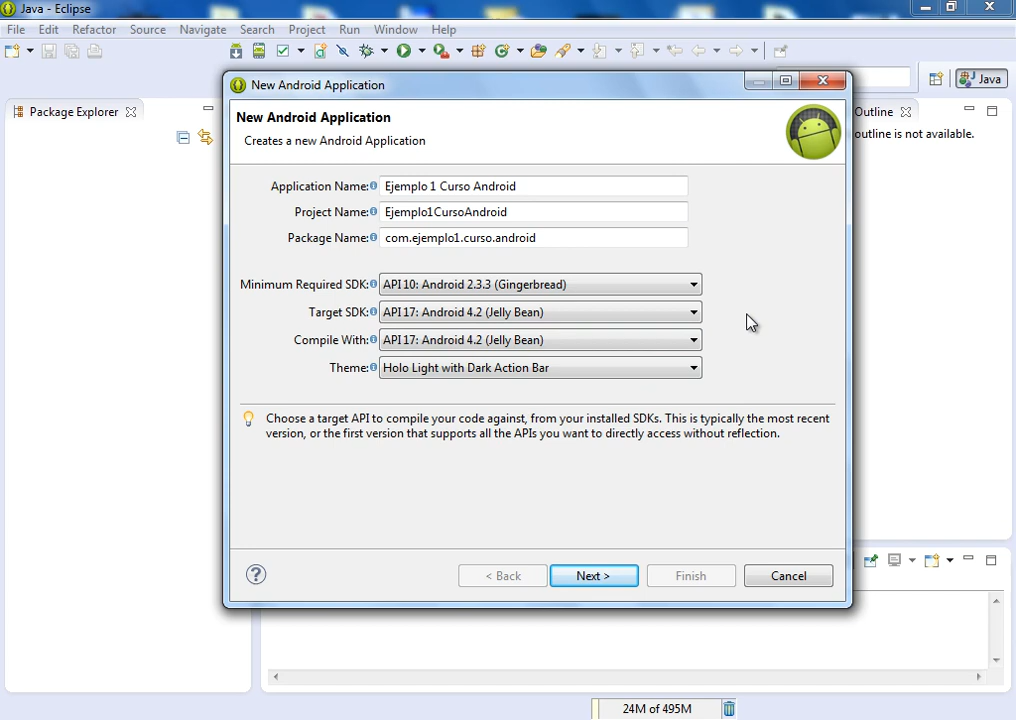 Java - Eclipse
File Edit Refactor Source Navigate Search Project Run Window Help
Java
Package Explorer
Outline
outline is not available.
New Android Application
New Android Application
Creates a new Android Application
Application Name: Ejemplo 1 Curso Android
Project Name: Ejemplo1CursoAndroid
Package Name: com.ejemplo1.curso.android
Minimum Required SDK: API 10: Android 2.3.3 (Gingerbread)
Target SDK: API 17: Android 4.2 (Jelly Bean)
Compile With: API 17: Android 4.2 (Jelly Bean)
Theme: Holo Light with Dark Action Bar
Choose a target API to compile your code against, from your installed SDKs. This is typically the most recent
version, or the first version that supports all the APIs you want to directly access without reflection.
< Back Next > Finish Cancel
24M of 495M